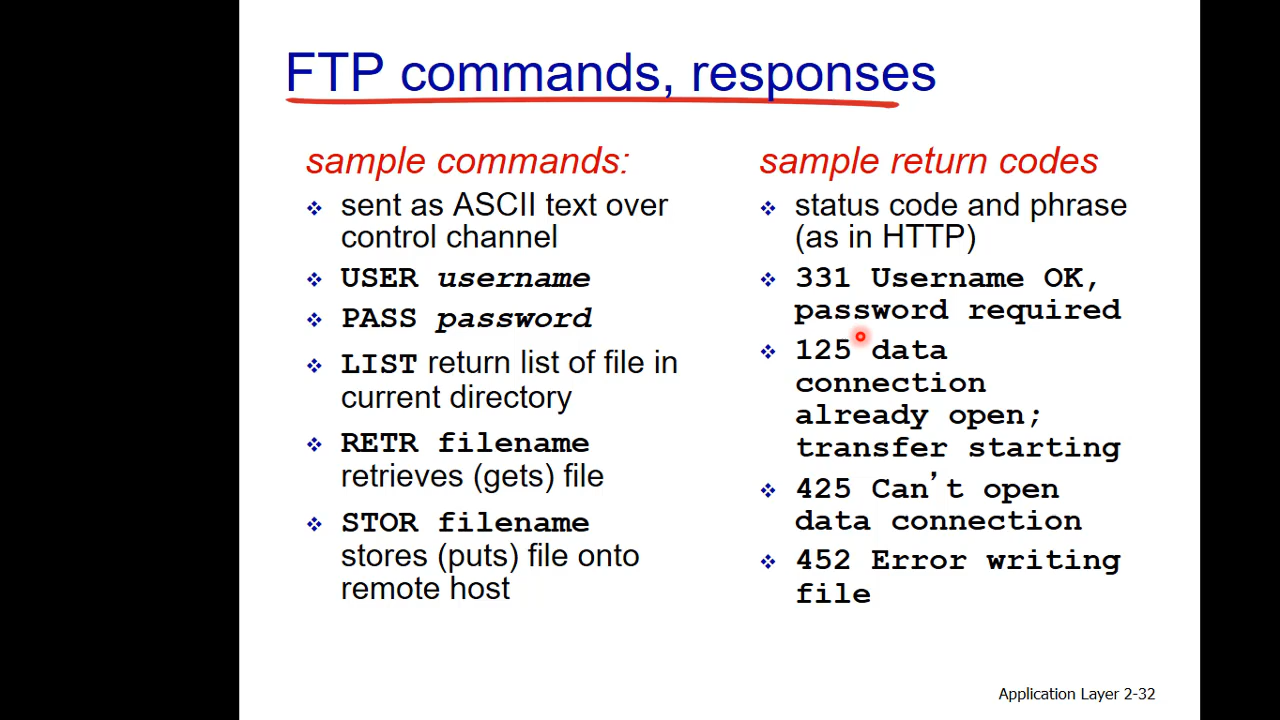 FTP commands, responses
sample commands:
sent as ASCII text over
control channel
USER username
PASS password
LIST return list of file in
current directory
RETR filename
retrieves (gets) file
STOR filename
stores (puts) file onto
remote host
sample return codes
status code and phrase
(as in HTTP)
331 Username OK,
password required
125 data
connection
already open;
transfer starting
425 Can’t open
data connection
452 Error writing
file
Application Layer 2-32